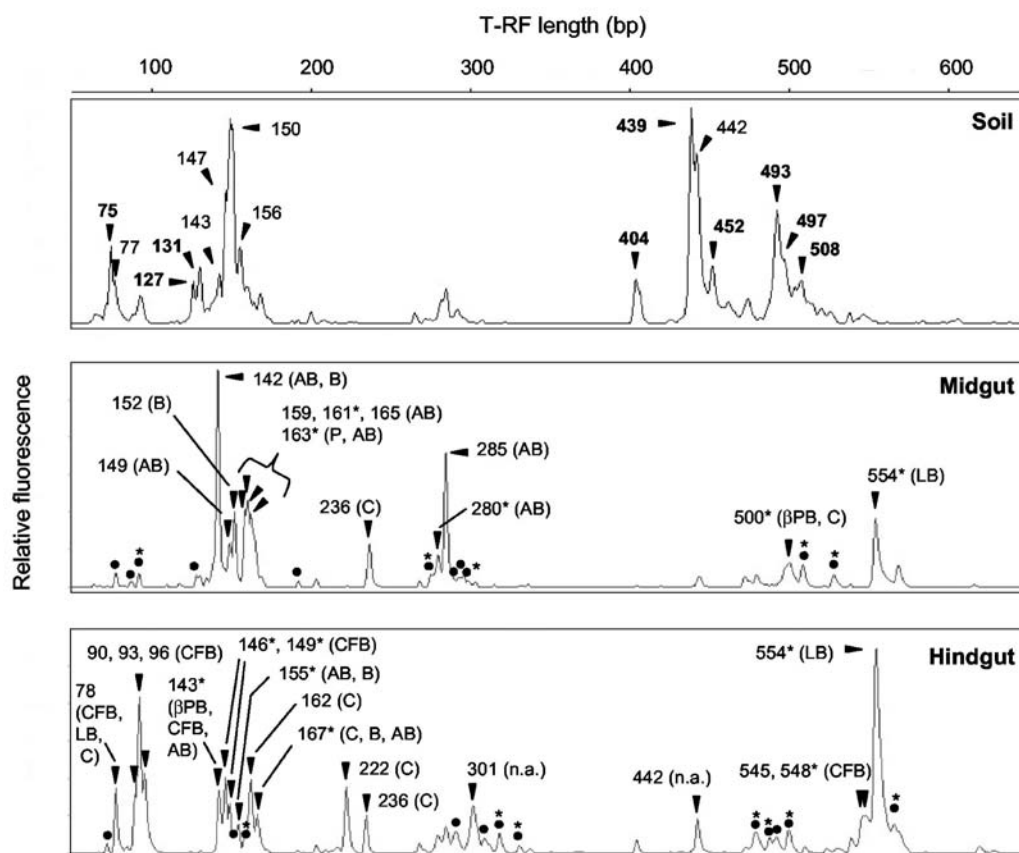 T-RF length (bp)
100 200 300 400 500 600
Soil
150
147
156
75
77
143
131
127
439
442
404
452
493
497
508
Relative fluorescence
Midgut
142 (AB, B)
152 (B)
159, 161*, 165 (AB)
163* (P, AB)
149 (AB)
285 (AB)
236 (C)
280* (AB)
554* (LB)
500* (βPB, C)
* * * * *
Hindgut
90, 93, 96 (CFB)
146*, 149* (CFB)
554* (LB)
78
(CFB,
LB,
C)
143*
(βPB,
CFB,
AB)
155* (AB, B)
162 (C)
167* (C, B, AB)
222 (C)
236 (C)
301 (n.a.)
442 (n.a.)
545, 548* (CFB)
* * * * * * *